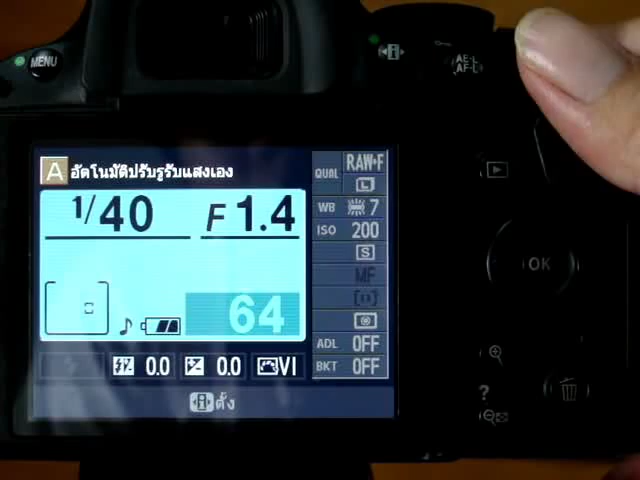 MENU
AE-L
AF-L
A อัตโนมัติปรับรูรับแสงเอง
1/40 F1.4
64
0.0 0.0 VI
QUAL RAW+F
L
WB 7
ISO 200
S
MF
ADL OFF
BKT OFF
ตั้ง
OK
?